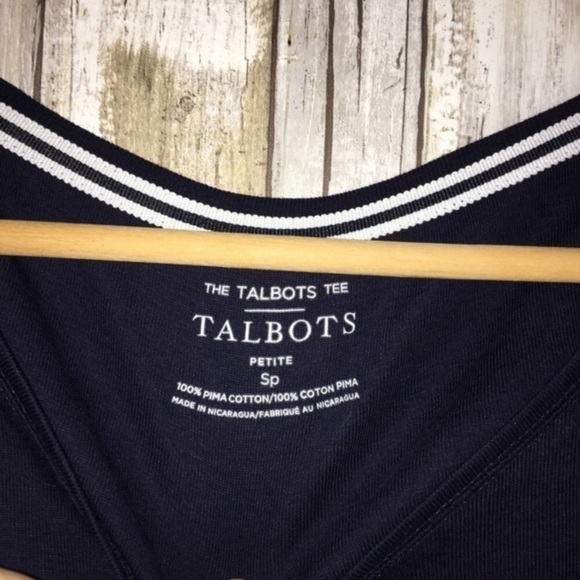 THE TALBOTS TEE
TALBOTS
PETITE
Sp
100% PIMA COTTON/100% COTON PIMA
MADE IN NICARAGUA/FABRIQUÉ AU NICARAGUA